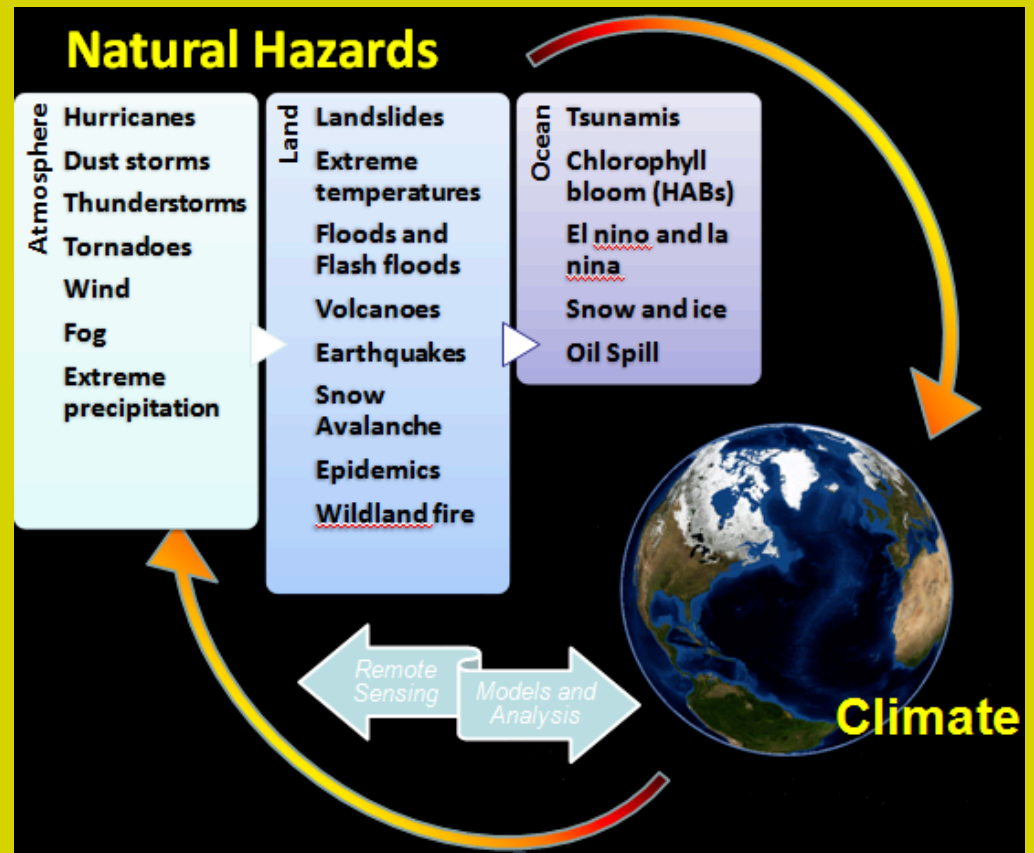 Natural Hazards
Atmosphere
Hurricanes
Dust storms
Thunderstorms
Tornadoes
Wind
Fog
Extreme
precipitation
Land
Landslides
Extreme
temperatures
Floods and
Flash floods
Volcanoes
Earthquakes
Snow
Avalanche
Epidemics
Wildland fire
Ocean
Tsunamis
Chlorophyll
bloom (HABs)
El nino and la
nina
Snow and ice
Oil Spill
Remote
Sensing
Models and
Analysis
Climate